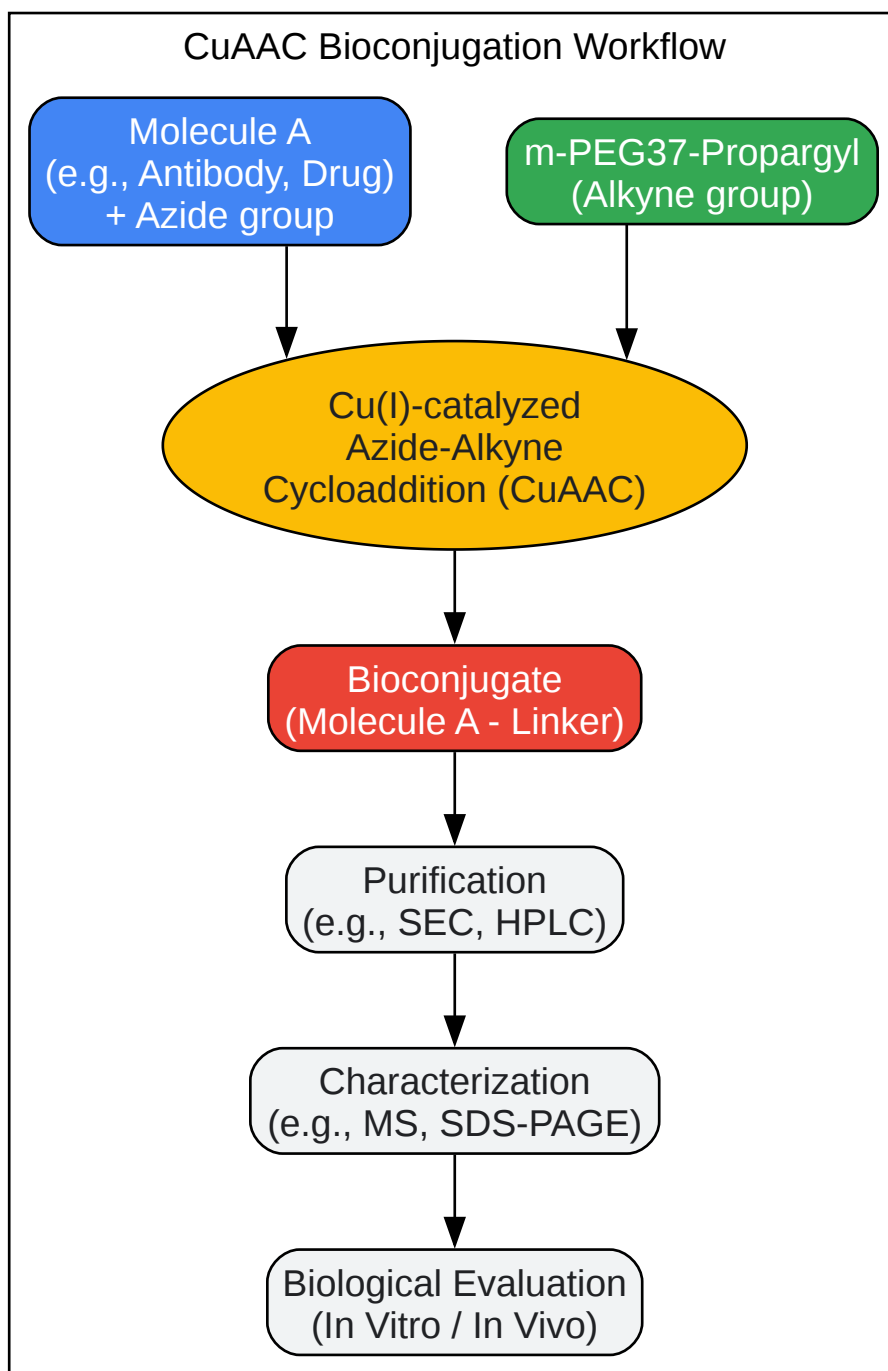 CuAAC Bioconjugation Workflow
Molecule A
(e.g., Antibody, Drug)
+ Azide group
m-PEG37-Propargyl
(Alkyne group)
Cu(I)-catalyzed
Azide-Alkyne
Cycloaddition (CuAAC)
Bioconjugate
(Molecule A - Linker)
Purification
(e.g., SEC, HPLC)
Characterization
(e.g., MS, SDS-PAGE)
Biological Evaluation
(In Vitro / In Vivo)